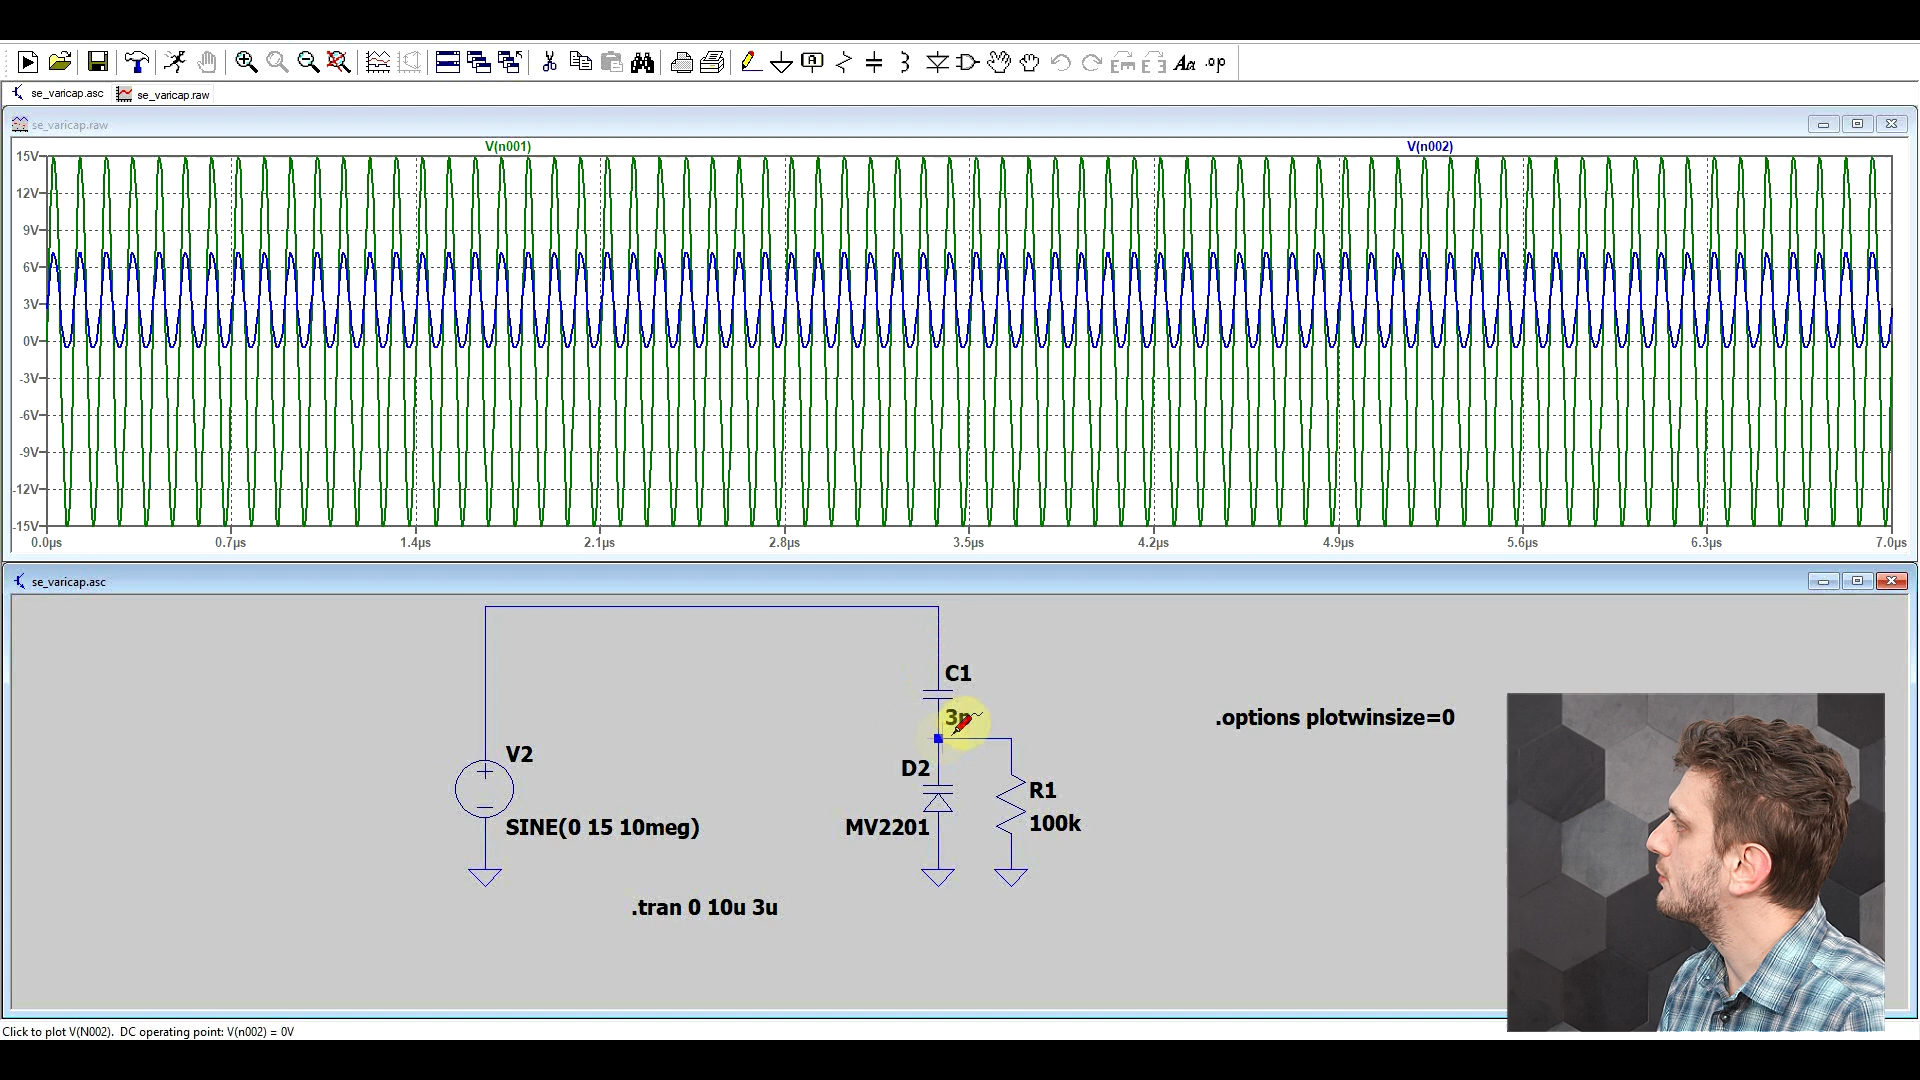 .op
se_varicap.asc
se_varicap.raw
se_varicap.raw
V(n001)
V(n002)
15V
12V
9V
6V
3V
0V
-3V
-6V
-9V
-12V
-15V
0.0µs
0.7µs
1.4µs
2.1µs
2.8µs
3.5µs
4.2µs
4.9µs
5.6µs
6.3µs
7.0µs
se_varicap.asc
C1
.options plotwinsize=0
V2
D2
R1
SINE(0 15 10meg)
MV2201
100k
.tran 0 10u 3u
Click to plot V(N002). DC operating point: V(n002) = 0V